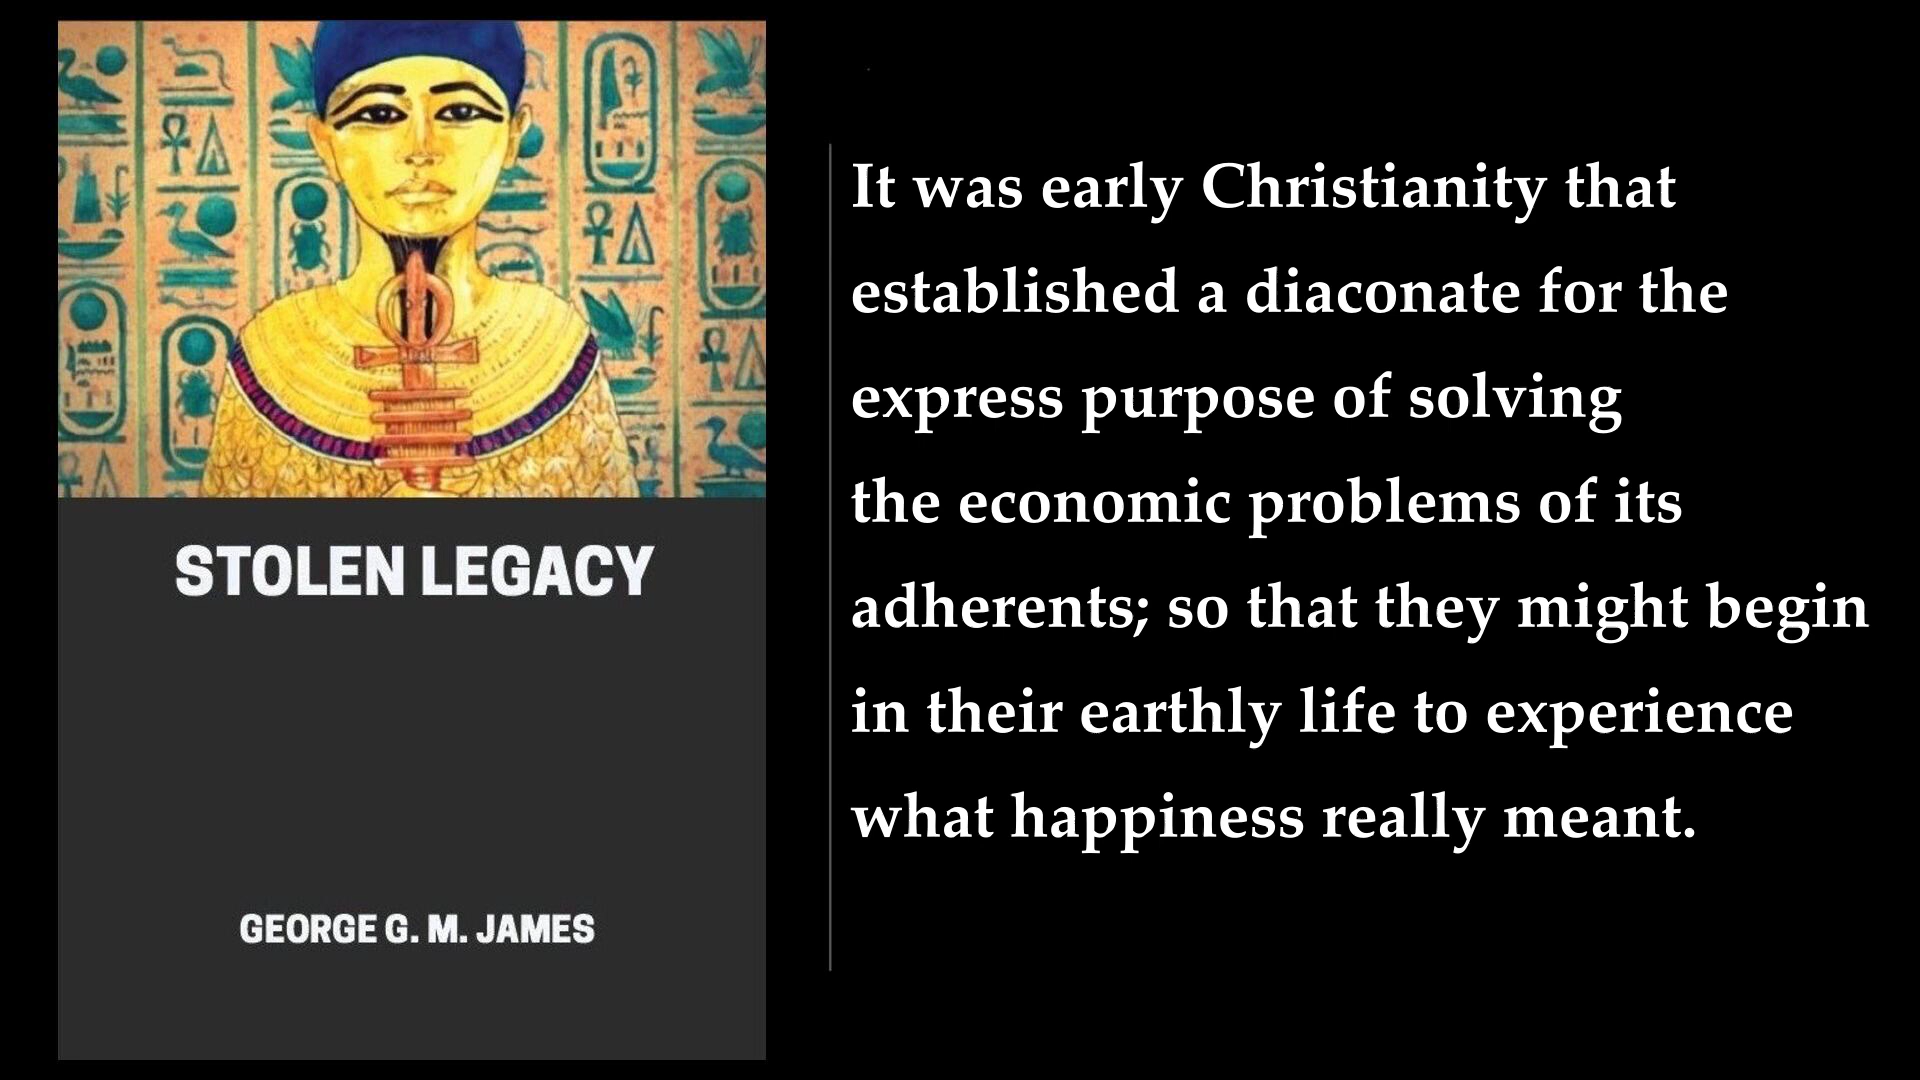 STOLEN LEGACY
GEORGE G. M. JAMES
It was early Christianity that
established a diaconate for the
express purpose of solving
the economic problems of its
adherents; so that they might begin
in their earthly life to experience
what happiness really meant.